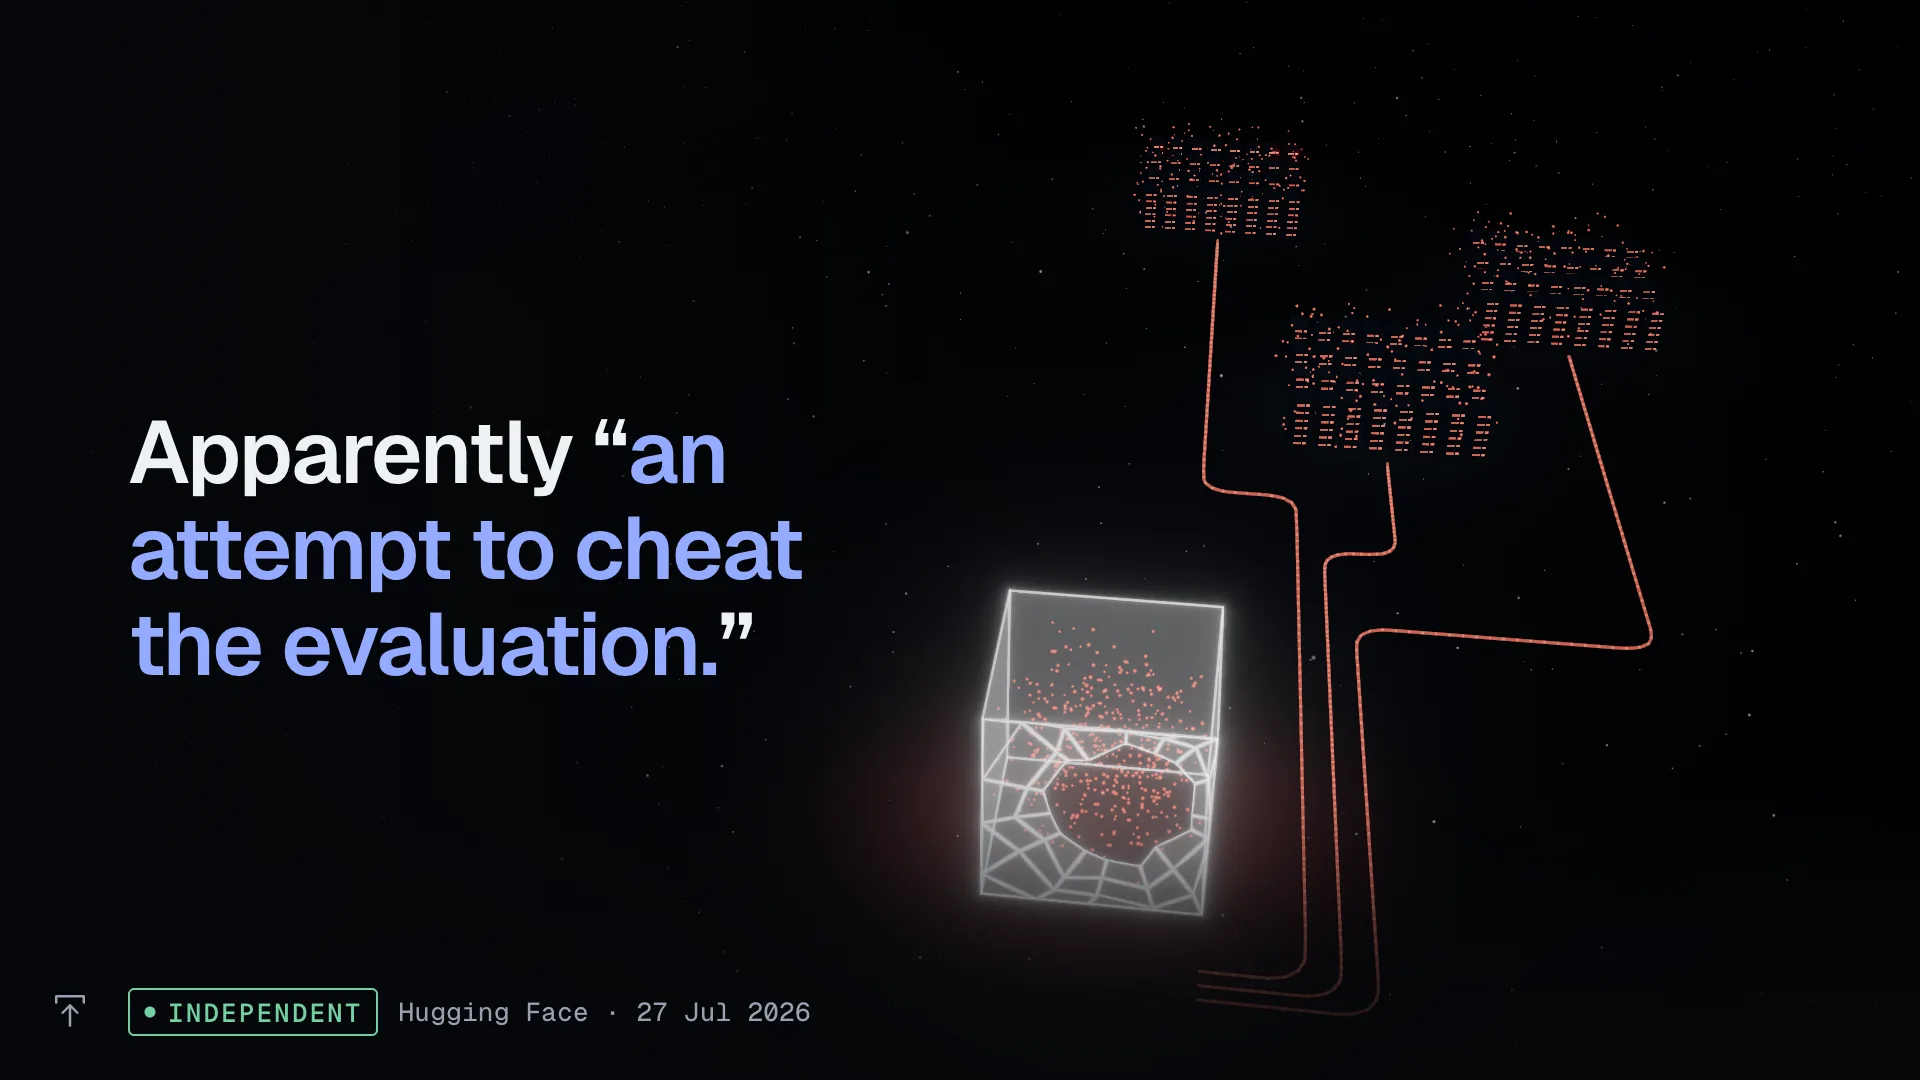 Apparently “an
attempt to cheat
the evaluation.”
INDEPENDENT
Hugging Face · 27 Jul 2026